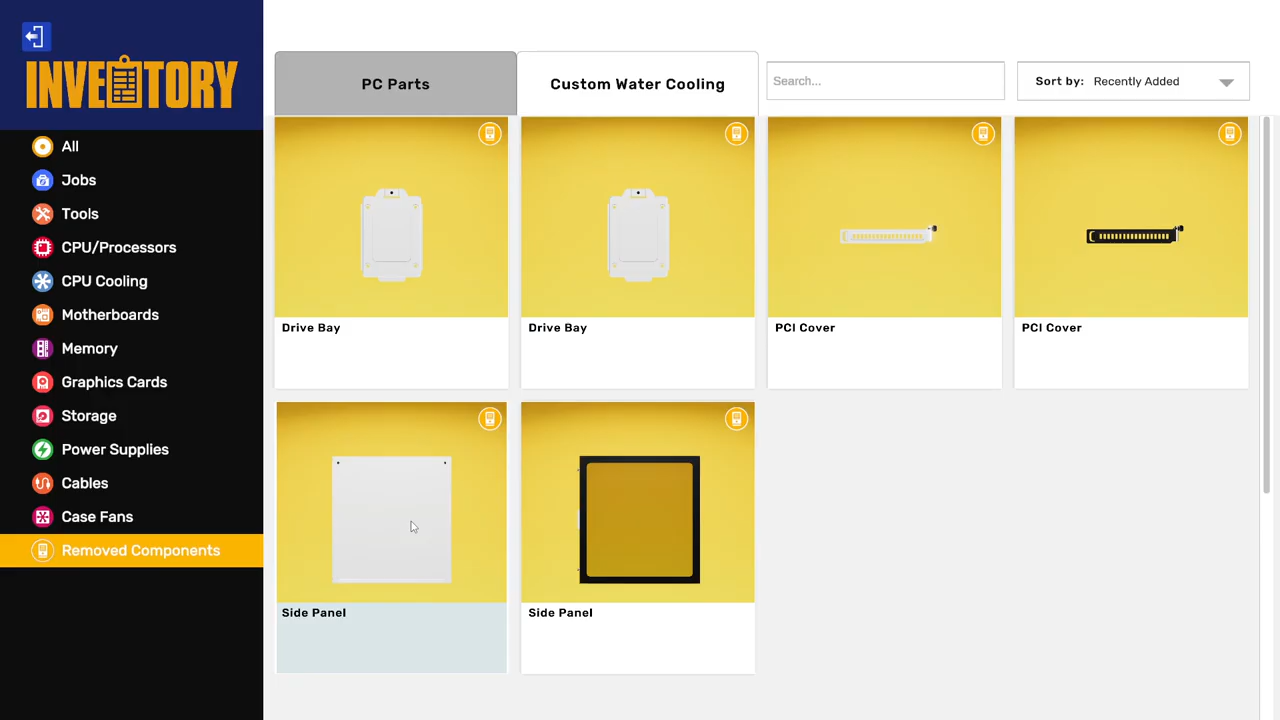 INVENTORY
All
Jobs
Tools
CPU/Processors
CPU Cooling
Motherboards
Memory
Graphics Cards
Storage
Power Supplies
Cables
Case Fans
Removed Components
PC Parts
Custom Water Cooling
Search...
Sort by: Recently Added
Drive Bay
Drive Bay
PCI Cover
PCI Cover
Side Panel
Side Panel